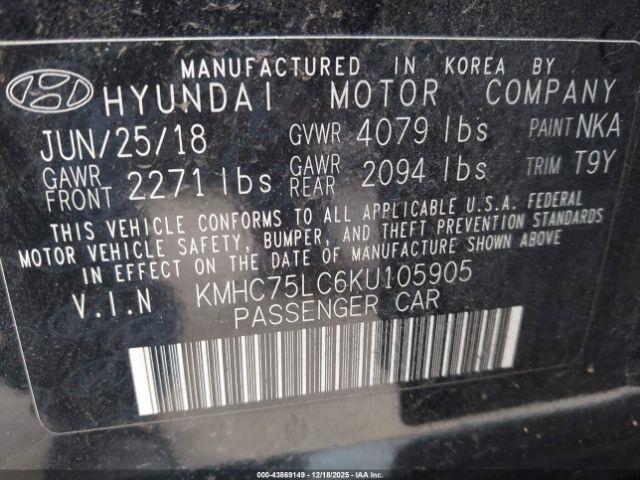 MANUFACTURED IN KOREA BY
HYUNDAI MOTOR COMPANY
JUN/25/18 GVWR 4079 lbs PAINT NKA
GAWR FRONT 2271 lbs GAWR REAR 2094 lbs TRIM T9Y
THIS VEHICLE CONFORMS TO ALL APPLICABLE U.S.A. FEDERAL
MOTOR VEHICLE SAFETY, BUMPER, AND THEFT PREVENTION STANDARDS
IN EFFECT ON THE DATE OF MANUFACTURE SHOWN ABOVE
V.I.N KMHC75LC6KU105905
PASSENGER CAR
000-43869149 - 12/18/2025 - IAA, Inc.